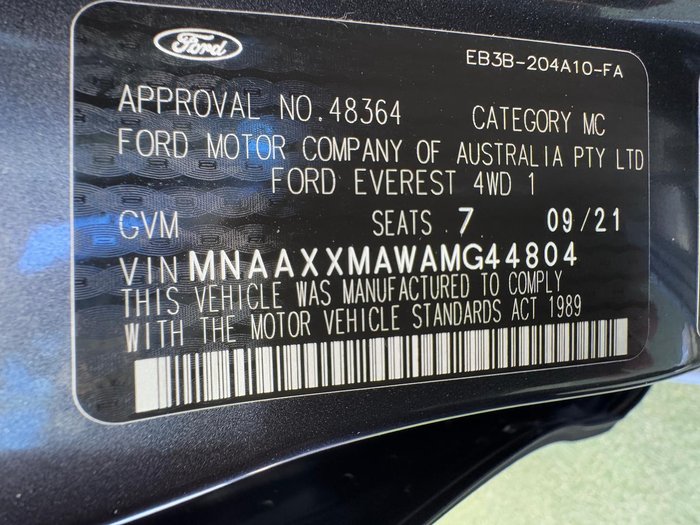 Ford
EB3B-204A10-FA
APPROVAL NO.48364 CATEGORY MC
FORD MOTOR COMPANY OF AUSTRALIA PTY LTD
FORD EVEREST 4WD 1
GVM SEATS 7 09/21
VIN MNAAXXMAWAMG44804
THIS VEHICLE WAS MANUFACTURED TO COMPLY
WITH THE MOTOR VEHICLE STANDARDS ACT 1989